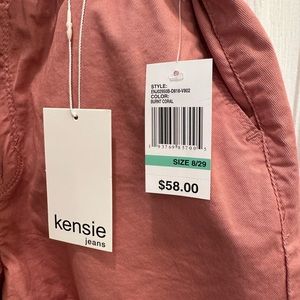 STYLE:
COLOR:
BURNT CORAL
SIZE 8/29
$58.00
kensie
jeans